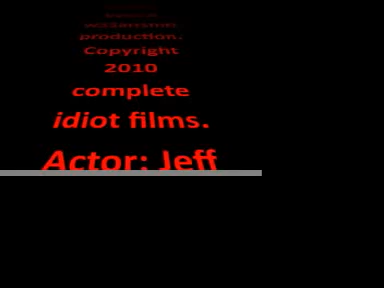 production.
Copyright
2010
complete
idiot films.
Actor: Jeff